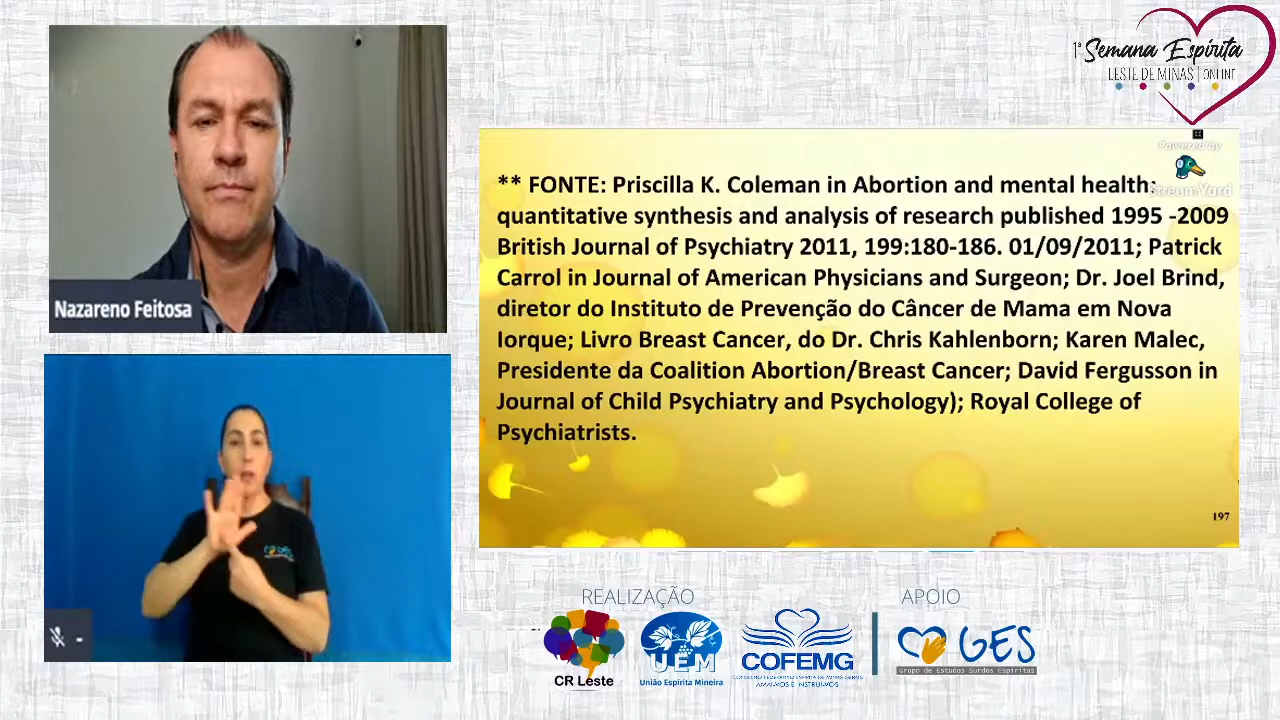 1ª Semana Espírita
LESTE DE MINAS | ONLINE
Powered by
StreamYard
** FONTE: Priscilla K. Coleman in Abortion and mental health:
quantitative synthesis and analysis of research published 1995 -2009
British Journal of Psychiatry 2011, 199:180-186. 01/09/2011; Patrick
Carrol in Journal of American Physicians and Surgeon; Dr. Joel Brind,
diretor do Instituto de Prevenção do Câncer de Mama em Nova
Iorque; Livro Breast Cancer, do Dr. Chris Kahlenborn; Karen Malec,
Presidente da Coalition Abortion/Breast Cancer; David Fergusson in
Journal of Child Psychiatry and Psychology); Royal College of
Psychiatrists.
197
Nazareno Feitosa
REALIZAÇÃO
APOIO
CR Leste
UEM
União Espírita Mineira
COFEMG
AMAI-VOS E INSTRUÍ-VOS
GES
Grupo de Estudos Surdos Espíritas